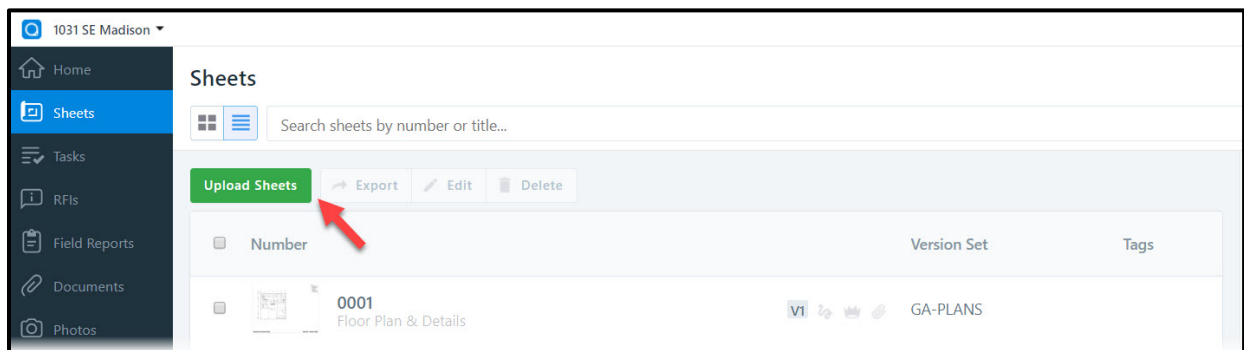 1031 SE Madison
Home
Sheets
Tasks
RFIs
Field Reports
Documents
Photos
Sheets
Search sheets by number or title...
Upload Sheets Export Edit Delete
Number Version Set Tags
0001 V1 GA-PLANS
Floor Plan & Details